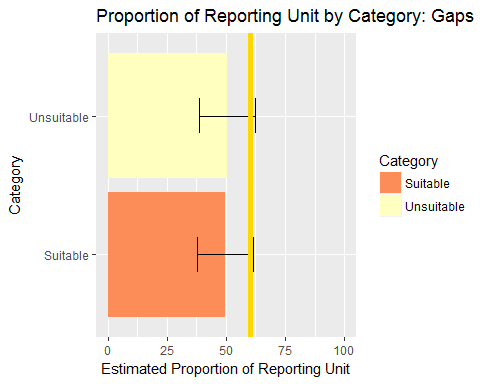 Proportion of Reporting Unit by Category: Gaps
Category
Unsuitable
Suitable
0 25 50 75 100
Estimated Proportion of Reporting Unit
Category
Suitable
Unsuitable